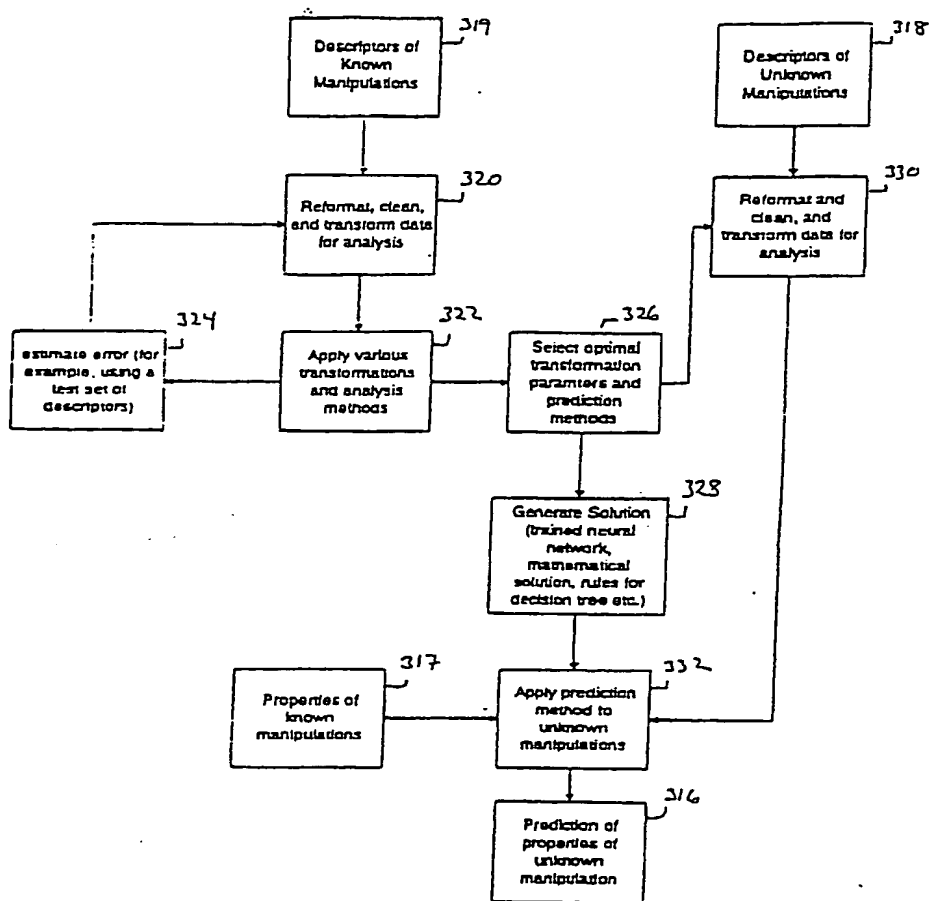 319
Descriptors of
Known
Manipulations
318
Descriptors of
Unknown
Manipulations
320
Reformat, clean,
and transform data
for analysis
330
Reformat and
clean, and
transform data for
analysis
324
estimate error (for
example, using a
test set of
descriptors)
322
Apply various
transformations
and analysis
methods
326
Select optimal
transformation
paramters and
prediction
methods
328
Generate Solution
(trained neural
network,
mathematical
solution, rules for
decision tree etc.)
317
Properties of
known
manipulations
332
Apply prediction
method to
unknown
manipulations
316
Prediction of
properties of
unknown
manipulation